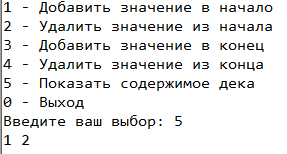 1 - Добавить значение в начало
2 - Удалить значение из начала
3 - Добавить значение в конец
4 - Удалить значение из конца
5 - Показать содержимое дека
0 - Выход
Введите ваш выбор: 5
1 2